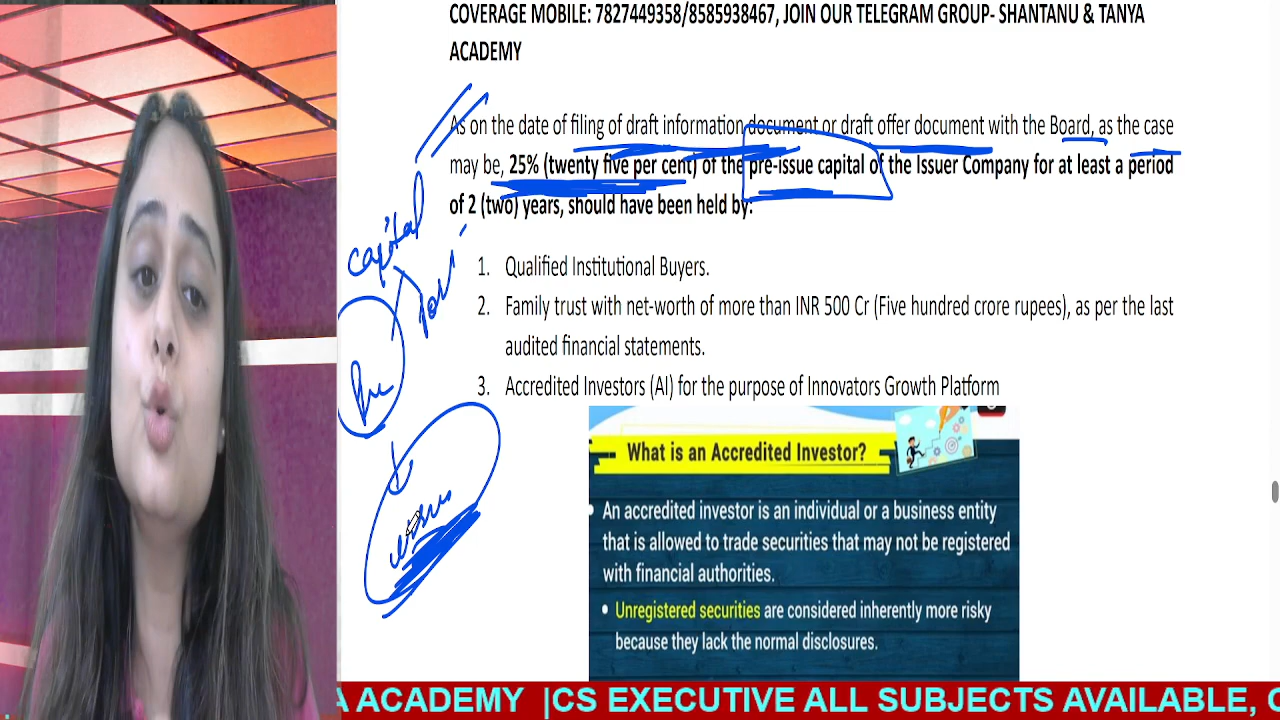 COVERAGE MOBILE: 7827449358/8585938467, JOIN OUR TELEGRAM GROUP- SHANTANU & TANYA
ACADEMY
As on the date of filing of draft information document or draft offer document with the Board, as the case
may be, 25% (twenty five per cent) of the pre-issue capital of the Issuer Company for at least a period
of 2 (two) years, should have been held by:
1. Qualified Institutional Buyers.
2. Family trust with net-worth of more than INR 500 Cr (Five hundred crore rupees), as per the last
audited financial statements.
3. Accredited Investors (AI) for the purpose of Innovators Growth Platform
capital
Pre
What is an Accredited Investor?
• An accredited investor is an individual or a business entity
that is allowed to trade securities that may not be registered
with financial authorities.
• Unregistered securities are considered inherently more risky
because they lack the normal disclosures.
A ACADEMY |CS EXECUTIVE ALL SUBJECTS AVAILABLE, C